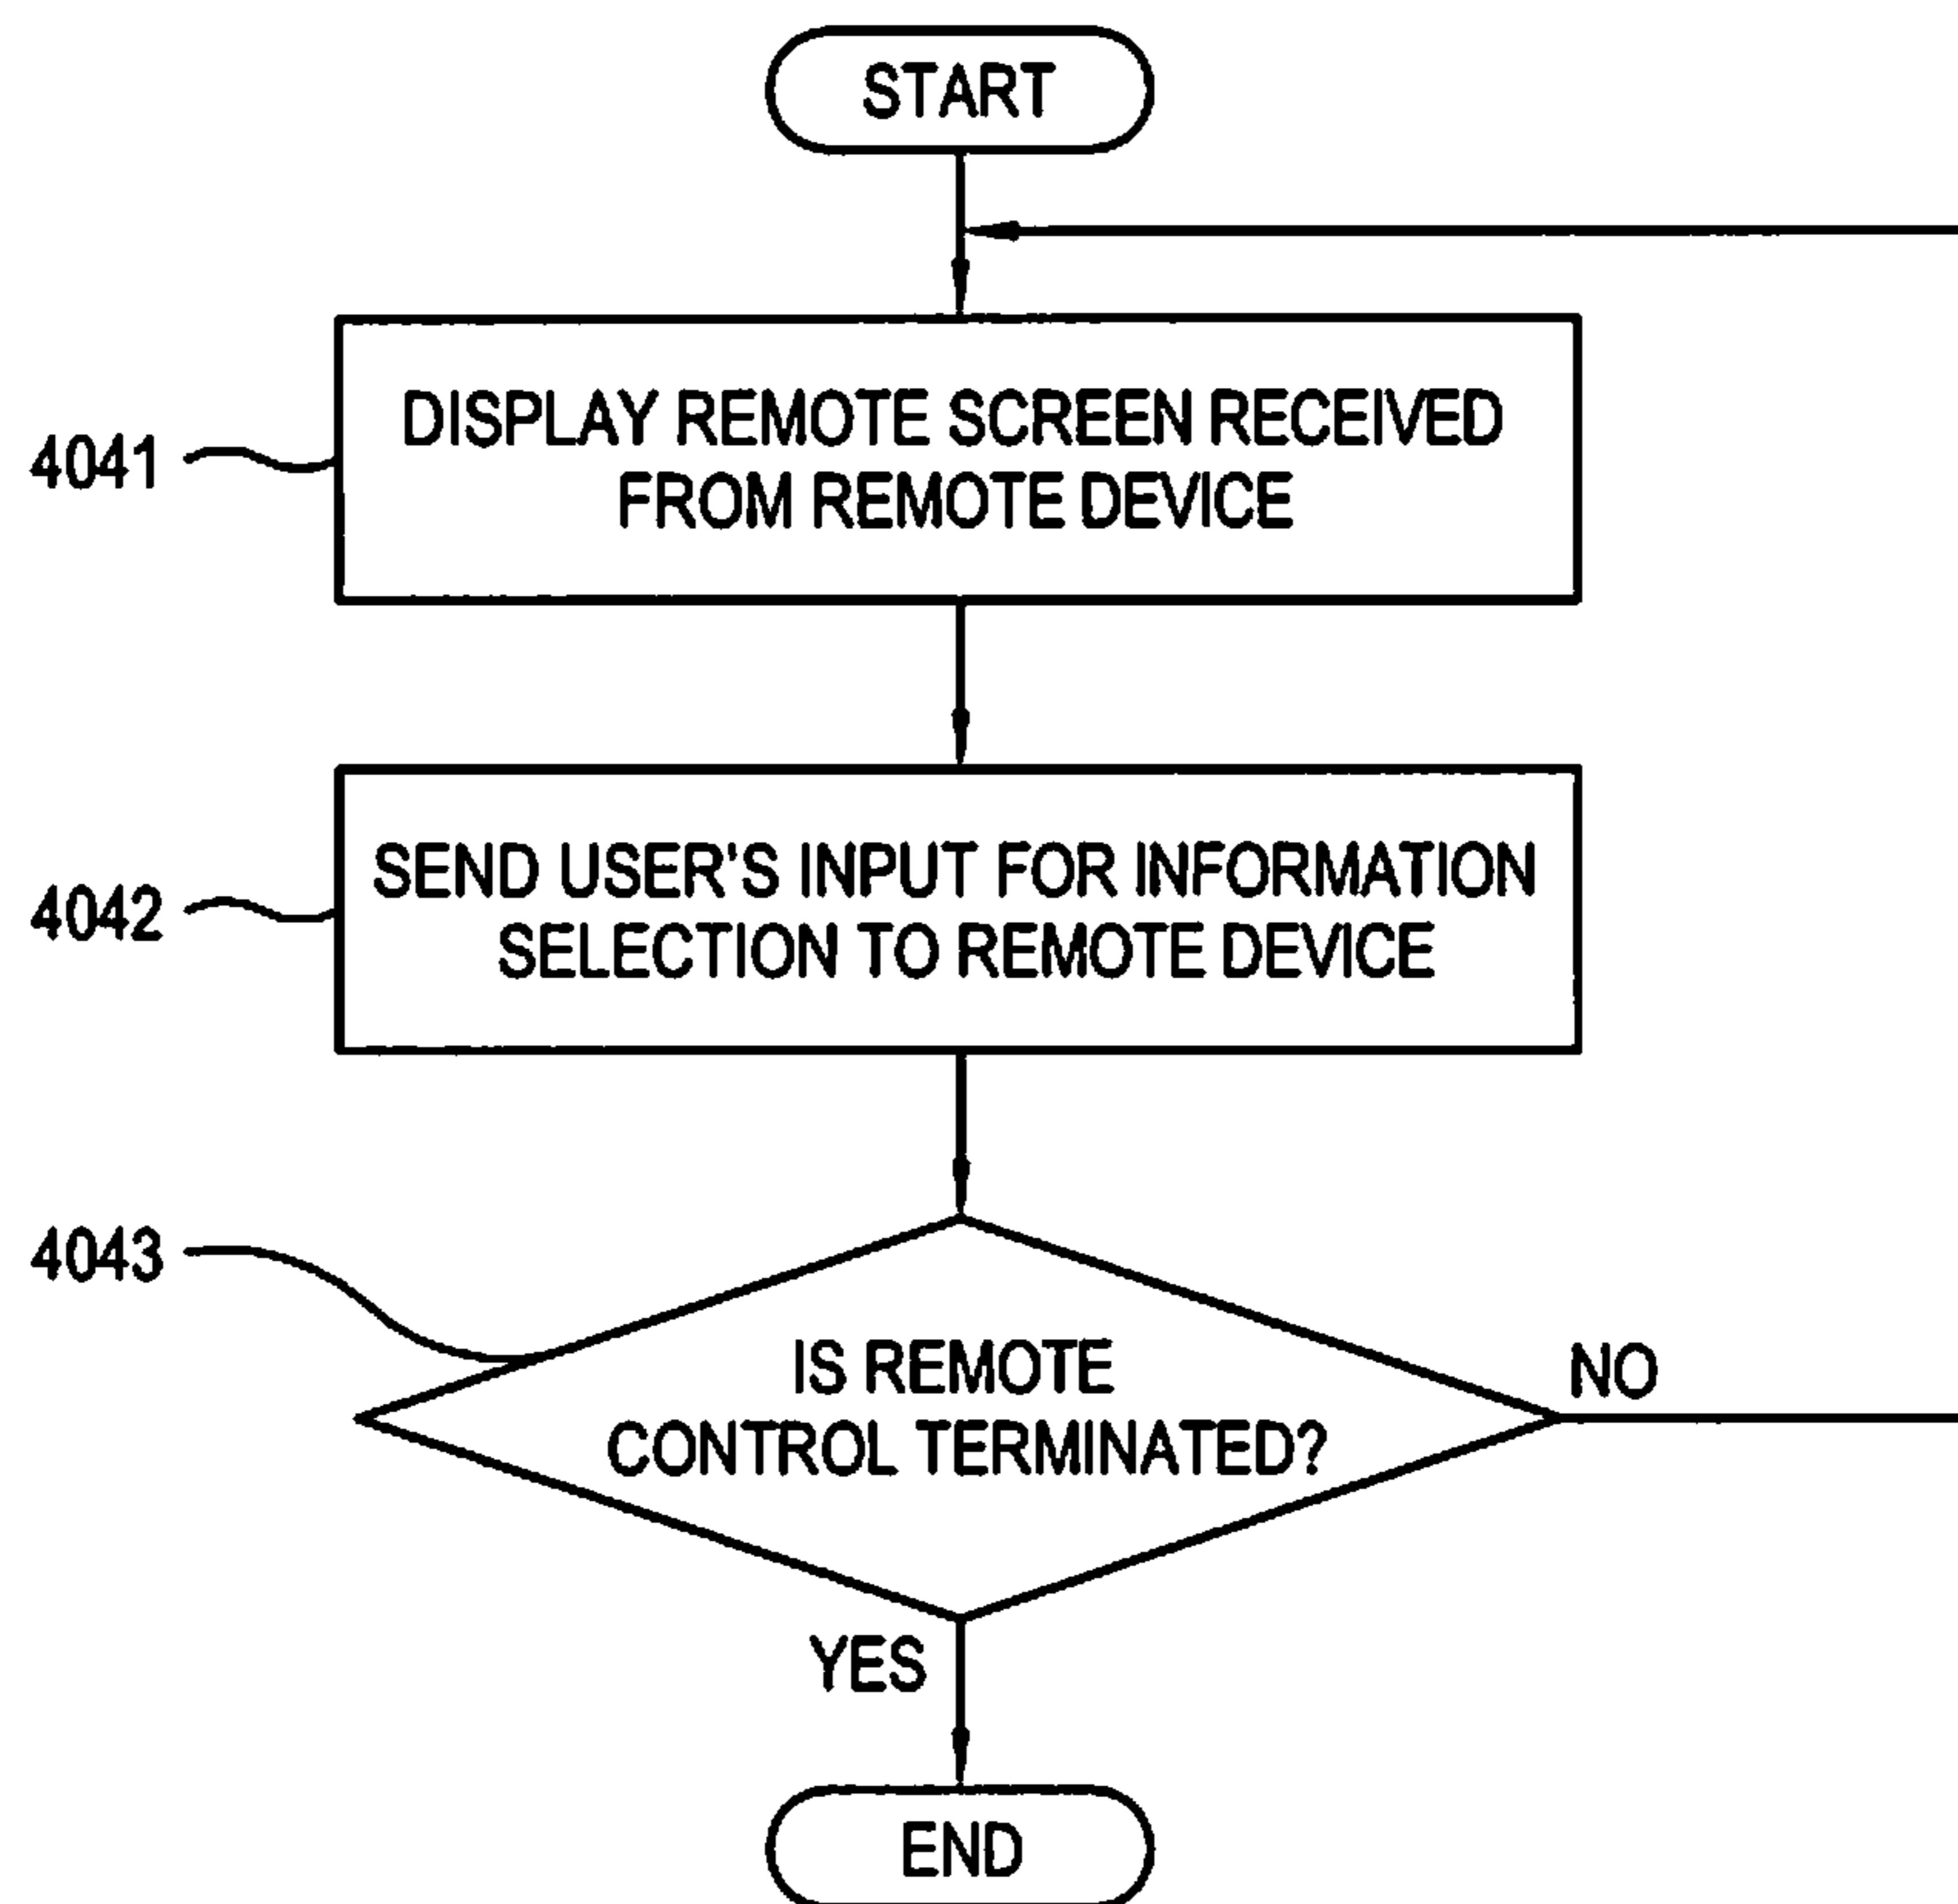 START
DISPLAY REMOTE SCREEN RECEIVED
FROM REMOTE DEVICE
4041
SEND USER'S INPUT FOR INFORMATION
SELECTION TO REMOTE DEVICE
4042
4043
IS REMOTE
CONTROL TERMINATED?
NO
YES
END